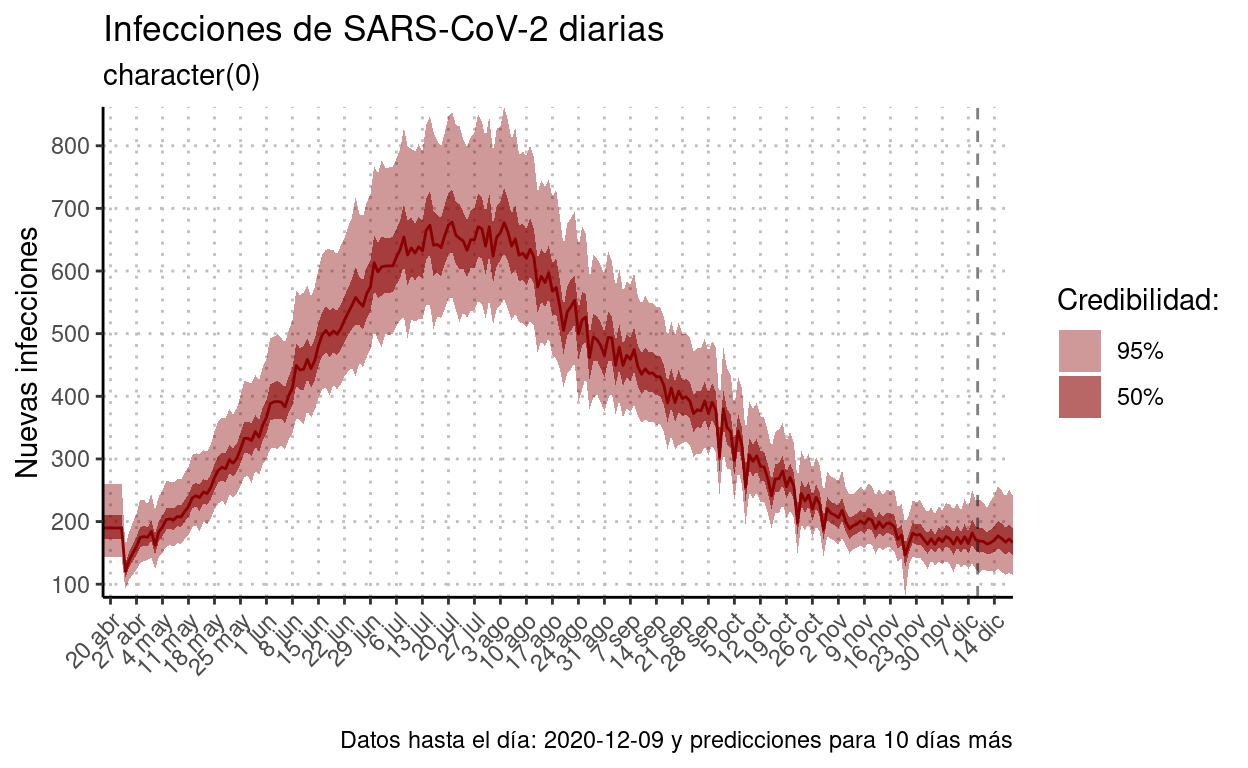 Infecciones de SARS-CoV-2 diarias
character(0)
Nuevas infecciones
800
700
600
500
400
300
200
100
20 abr
27 abr
4 may
11 may
18 may
25 may
1 jun
8 jun
15 jun
22 jun
29 jun
6 jul
13 jul
20 jul
27 jul
3 ago
10 ago
17 ago
24 ago
31 ago
7 sep
14 sep
21 sep
28 sep
5 oct
12 oct
19 oct
26 oct
2 nov
9 nov
16 nov
23 nov
30 nov
7 dic
14 dic
Credibilidad:
95%
50%
Datos hasta el día: 2020-12-09 y predicciones para 10 días más